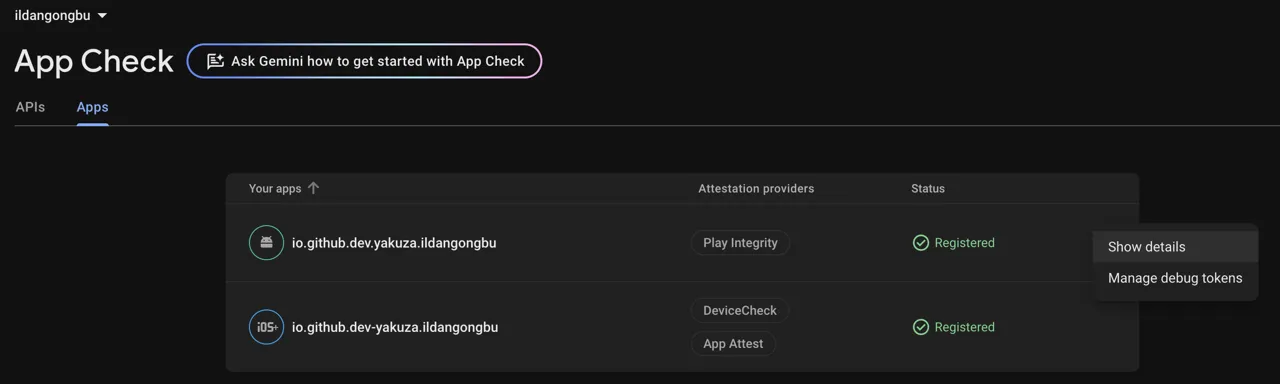 ildangongbu
App Check
Ask Gemini how to get started with App Check
APIs
Apps
Your apps
Attestation providers
Status
io.github.dev.yakuza.ildangongbu
Play Integrity
Registered
Show details
Manage debug tokens
iOS+
io.github.dev-yakuza.ildangongbu
DeviceCheck
App Attest
Registered